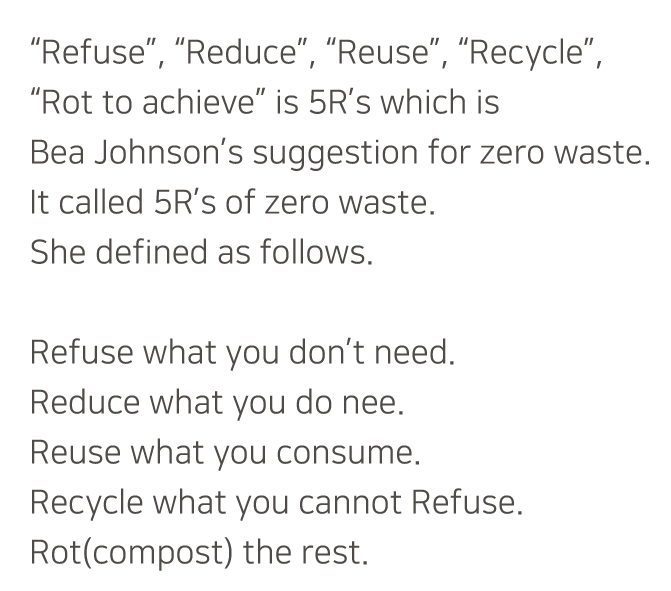 “Refuse”, “Reduce”, “Reuse”, “Recycle”,
“Rot to achieve” is 5R’s which is
Bea Johnson’s suggestion for zero waste.
It called 5R’s of zero waste.
She defined as follows.
Refuse what you don’t need.
Reduce what you do nee.
Reuse what you consume.
Recycle what you cannot Refuse.
Rot(compost) the rest.